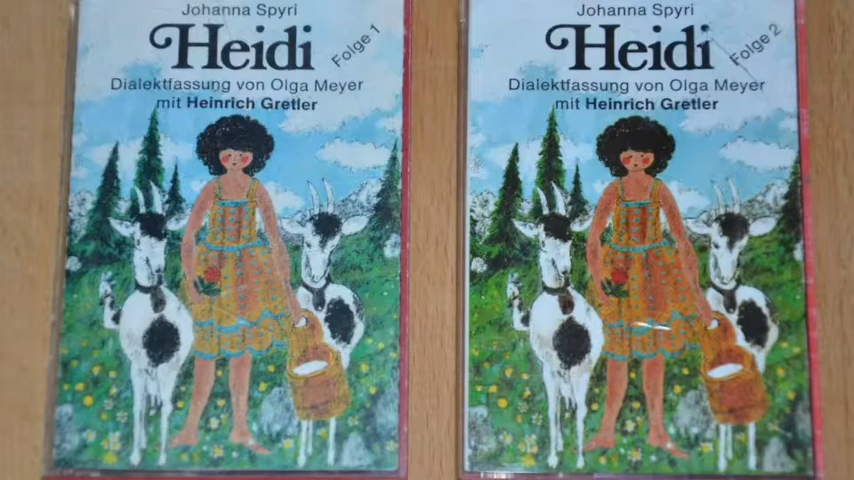 Johanna Spyri
Heidi
Folge 1
Dialektfassung von Olga Meyer
mit Heinrich Gretler
Johanna Spyri
Heidi
Folge 2
Dialektfassung von Olga Meyer
mit Heinrich Gretler